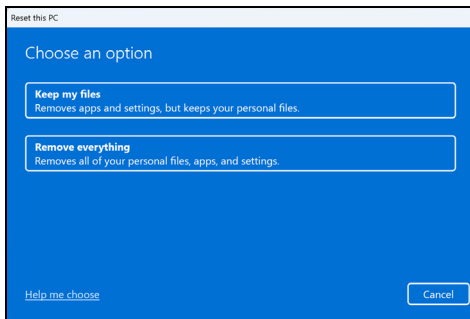 Reset this PC
Choose an option
Keep my files
Removes apps and settings, but keeps your personal files.
Remove everything
Removes all of your personal files, apps, and settings.
Help me choose
Cancel